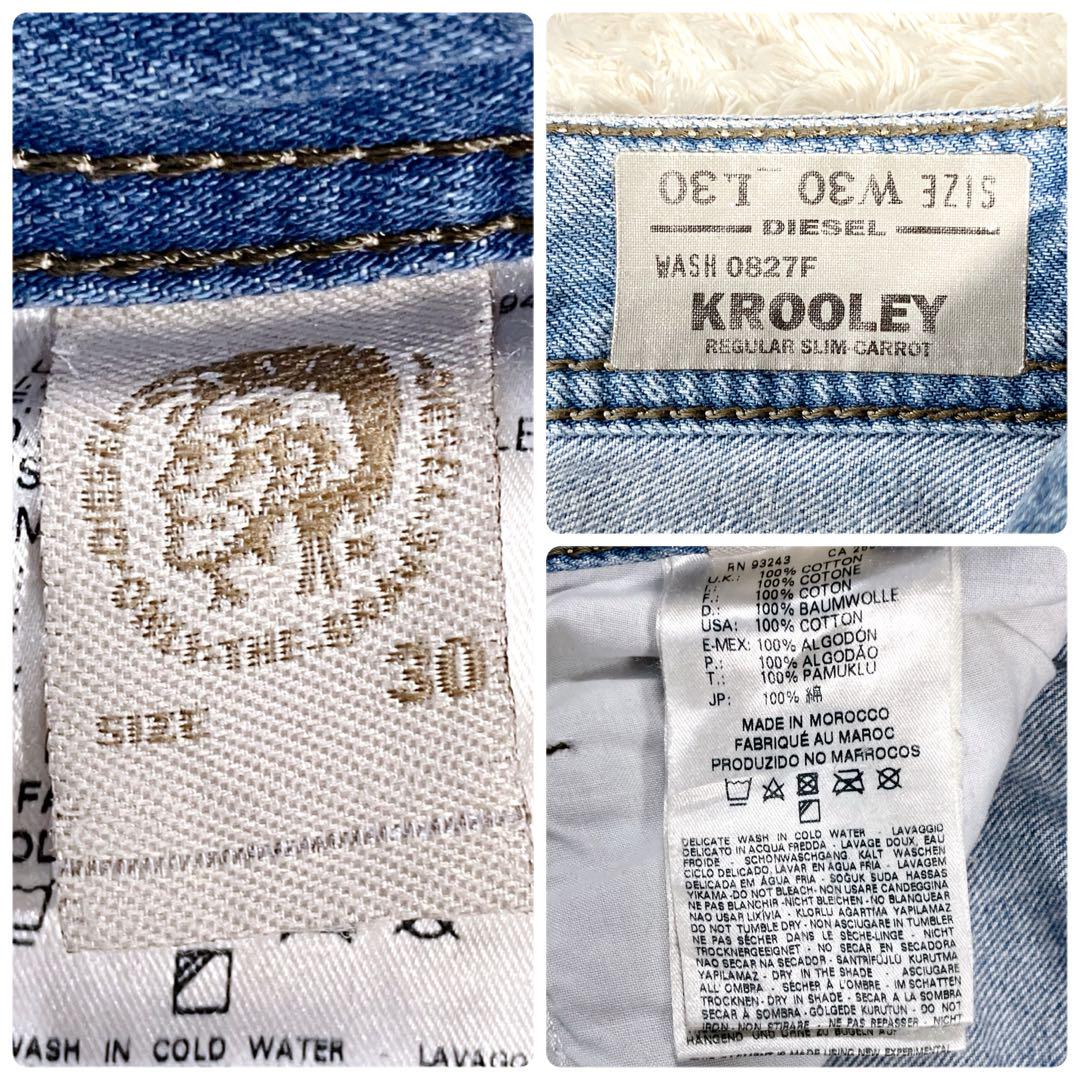 SIZE
30
WASH IN COLD WATER - LAVAGG
SIZE W30 L30
DIESEL
WASH 0827F
KROOLEY
REGULAR SLIM-CARROT
RN 93243
U.K.: 100% COTTON
I.: 100% COTONE
F.: 100% COTON
D.: 100% BAUMWOLLE
USA: 100% COTTON
E-MEX: 100% ALGODÓN
P.: 100% ALGODÃO
T.: 100% PAMUKLU
JP: 100% 綿
MADE IN MOROCCO
FABRIQUÉ AU MAROC
PRODUZIDO NO MARROCOS
DELICATE WASH IN COLD WATER - LAVAGGIO
DELICATO IN ACQUA FREDDA - LAVAGE DOUX, EAU
FROIDE - SCHONWASCHGANG, KALT WASCHEN
CICLO DELICADO, LAVAR EN AGUA FRIA - LAVAGEM
DELICADA EM ÁGUA FRIA - SOĞUK SUDA HASSAS
YIKAMA-DO NOT BLEACH-NON USARE CANDEGGINA
NE PAS BLANCHIR-NICHT BLEICHEN-NO BLANQUEAR
NAO USAR LIXÍVIA - KLORLU AGARTMA YAPILAMAZ
DO NOT TUMBLE DRY-NON ASCIUGARE IN TUMBLER
NE PAS SÉCHER DANS LE SÈCHE-LINGE - NICHT
TROCKNERGEEIGNET - NO SECAR EN SECADORA
NAO SECAR NA SECADOR - SANTRIFÜJLÜ KURUTMA
YAPILAMAZ - DRY IN THE SHADE - ASCIUGARE
ALL'OMBRA - SÉCHER À L'OMBRE - IM SCHATTEN
TROCKNEN-DRY IN SHADE - SECAR A LA SOMBRA
SECAR À SOMBRA - GÖLGEDE KURUTUN - DO NOT
IRON - NON STIRARE - NE PAS REPASSER - NICHT
IS MADE USING NEW EXPERIMENTAL